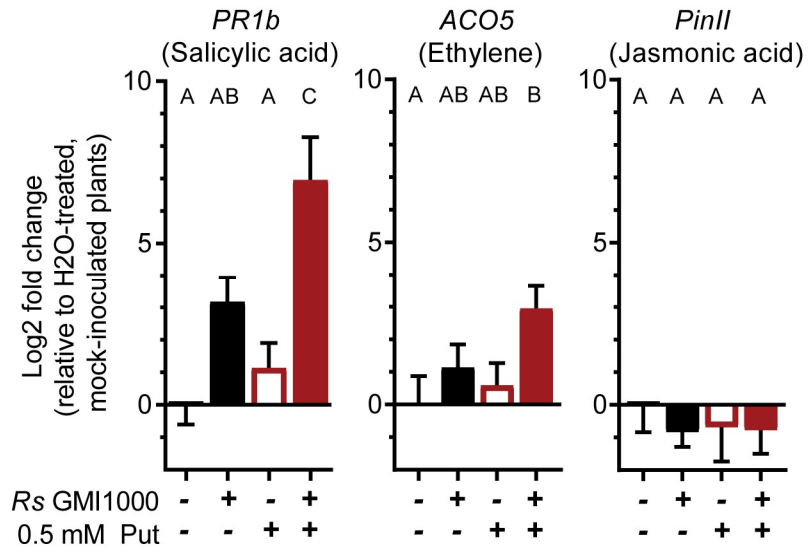 PR1b
(Salicylic acid)
ACO5
(Ethylene)
PinII
(Jasmonic acid)
Log2 fold change
(relative to H2O-treated,
mock-inoculated plants)
10
5
0
A AB A C
10
5
0
A AB AB B
10
5
0
A A A A
Rs GMI1000 - + - + - + - + - + - +
0.5 mM Put - - + + - - + + - - + +